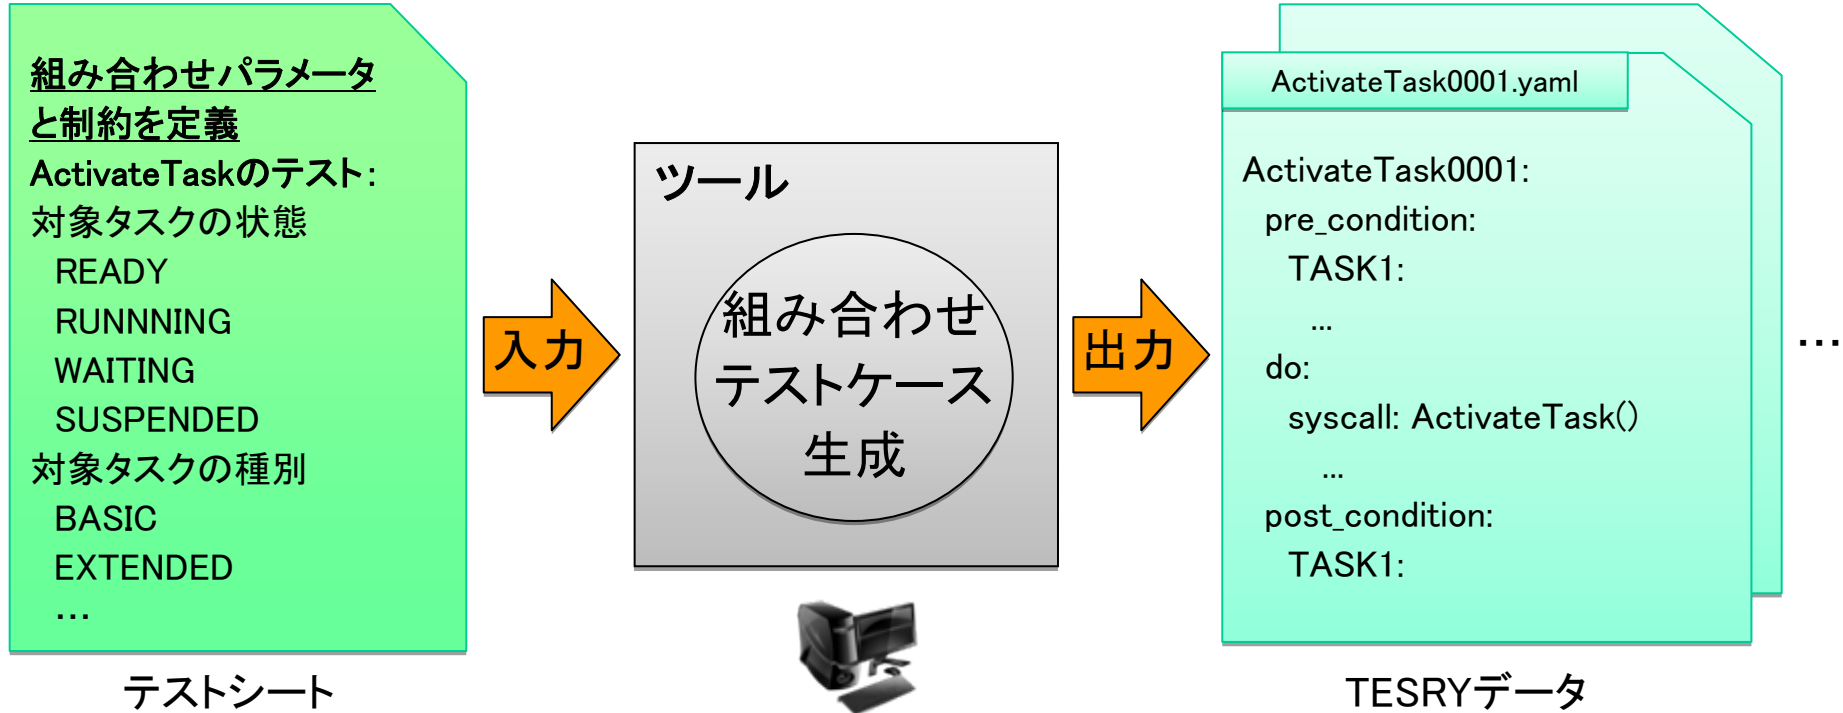 組み合わせパラメータ
と制約を定義
ActivateTaskのテスト:
対象タスクの状態
READY
RUNNNING
WAITING
SUSPENDED
対象タスクの種別
BASIC
EXTENDED
…
テストシート
入力
ツール
組み合わせ
テストケース
生成
出力
ActivateTask0001.yaml
ActivateTask0001:
pre_condition:
TASK1:
...
do:
syscall: ActivateTask()
...
post_condition:
TASK1:
TESRYデータ
…